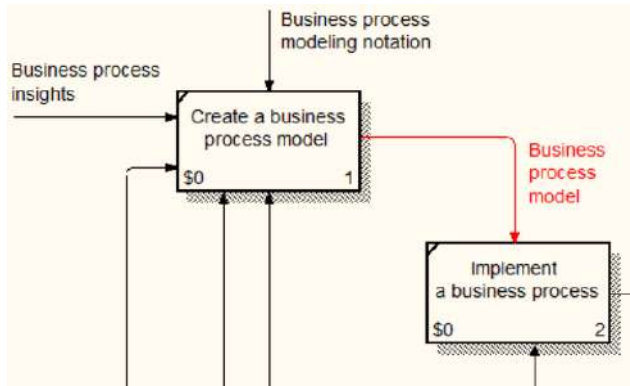 Business process
modeling notation
Business process
insights
Create a business
process model
$0
1
Business
process
model
Implement
a business process
$0
2